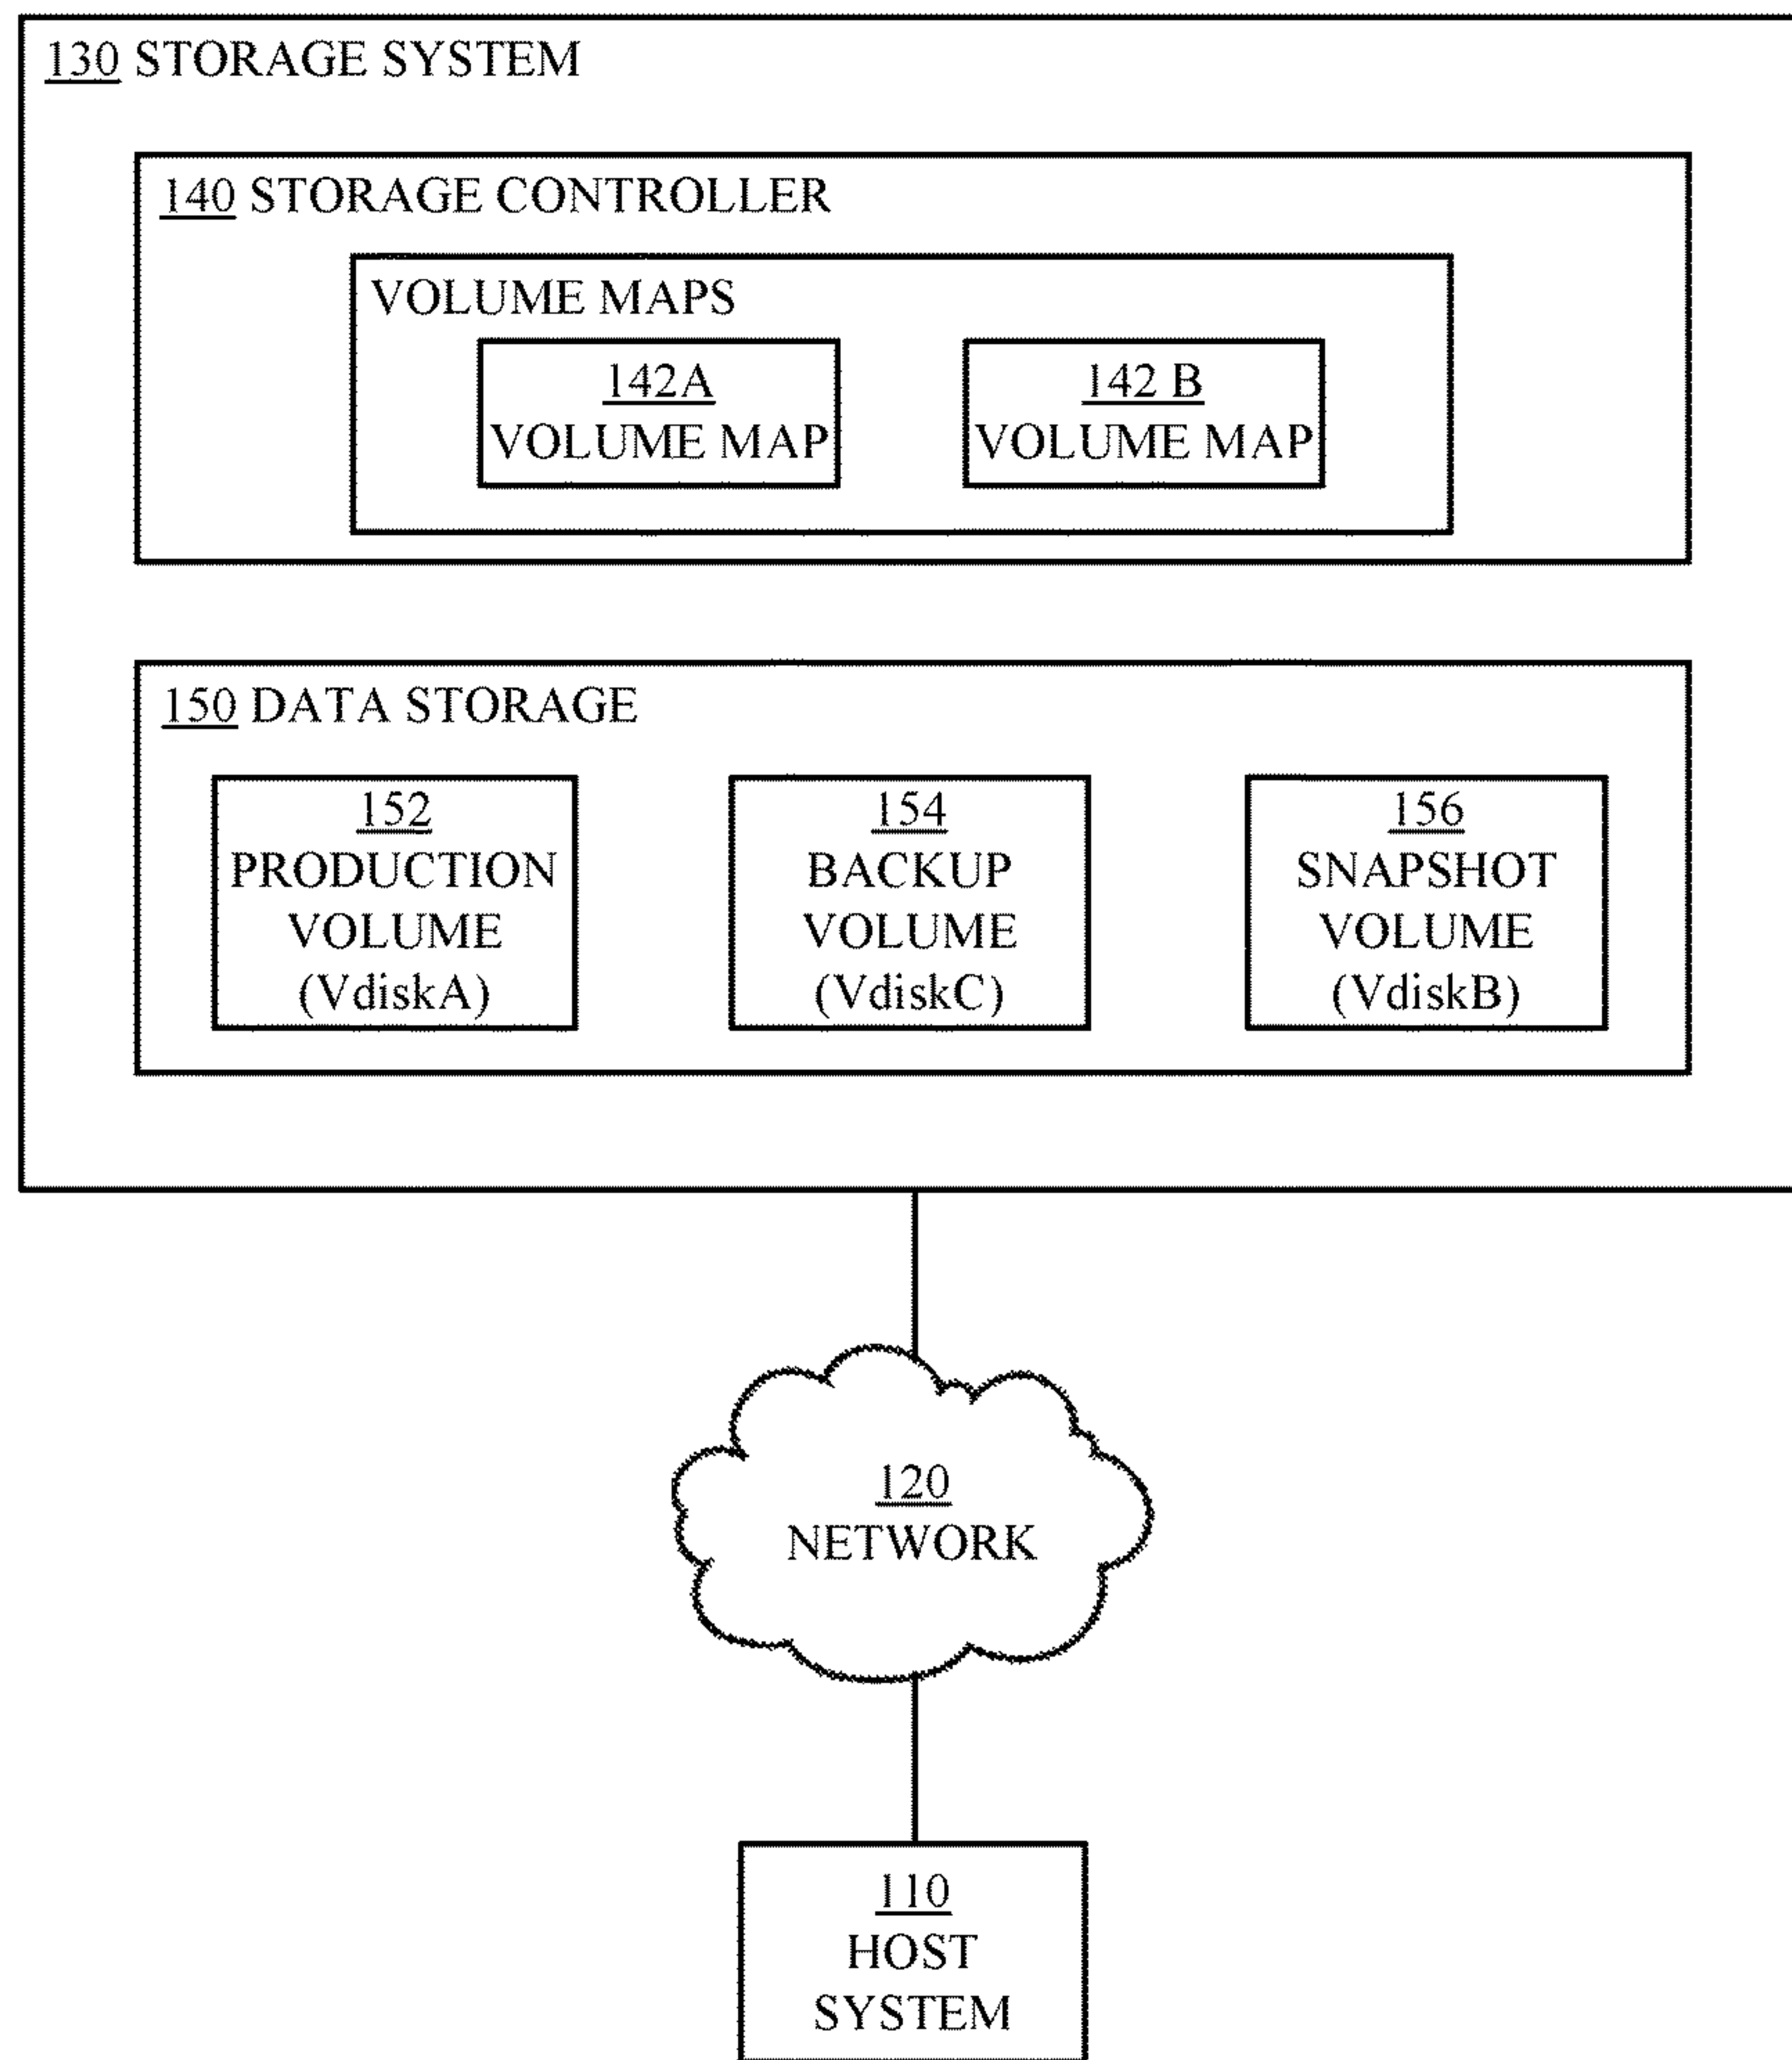 130 STORAGE SYSTEM
140 STORAGE CONTROLLER
VOLUME MAPS
142A
VOLUME MAP
142 B
VOLUME MAP
150 DATA STORAGE
152
PRODUCTION
VOLUME
(VdiskA)
154
BACKUP
VOLUME
(VdiskC)
156
SNAPSHOT
VOLUME
(VdiskB)
120
NETWORK
110
HOST
SYSTEM